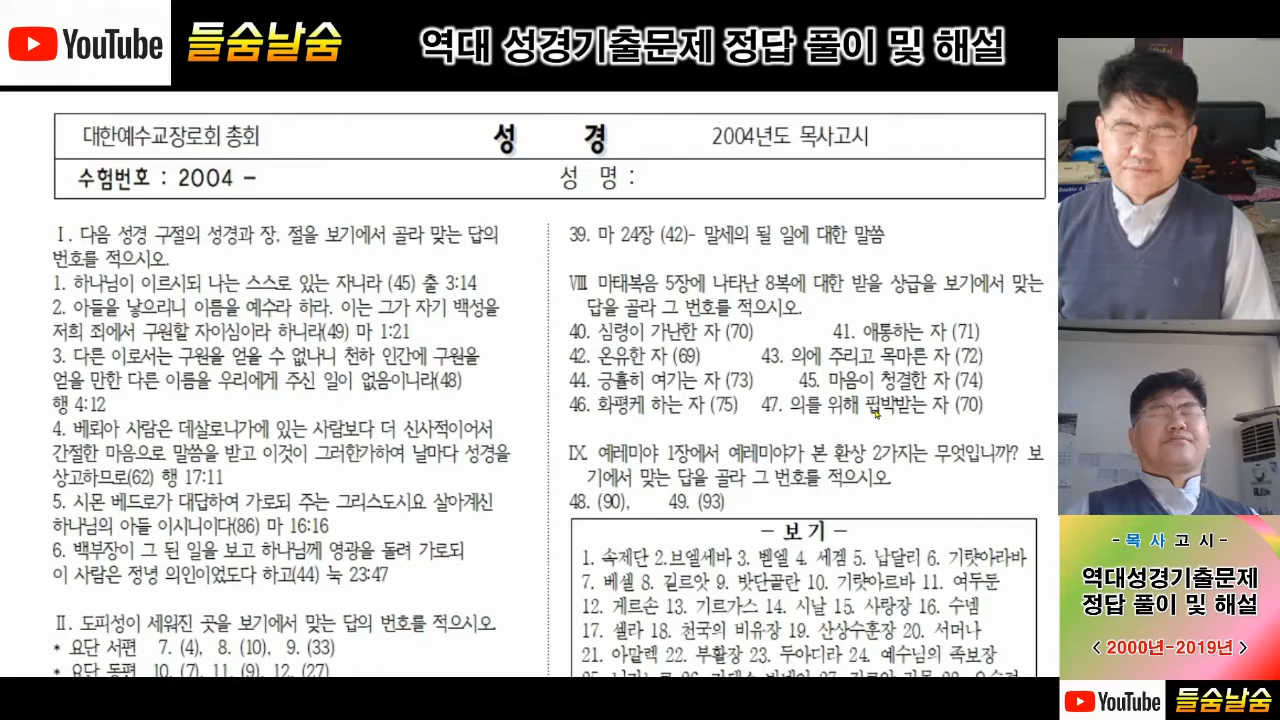 YouTube 들숨날숨 역대 성경기출문제 정답 풀이 및 해설
대한예수교장로회 총회 성 경 2004년도 목사고시
수험번호 : 2004 - 성 명 :
Ⅰ. 다음 성경 구절의 성경과 장, 절을 보기에서 골라 맞는 답의
번호를 적으시오.
1. 하나님이 이르시되 나는 스스로 있는 자니라 (45) 출 3:14
2. 아들을 낳으리니 이름을 예수라 하라. 이는 그가 자기 백성을
저희 죄에서 구원할 자이심이라 하니라(49) 마 1:21
3. 다른 이로서는 구원을 얻을 수 없나니 천하 인간에 구원을
얻을 만한 다른 이름을 우리에게 주신 일이 없음이니라(48)
행 4:12
4. 베뢰아 사람은 데살로니가에 있는 사람보다 더 신사적이어서
간절한 마음으로 말씀을 받고 이것이 그러한가하여 날마다 성경을
상고하므로(62) 행 17:11
5. 시몬 베드로가 대답하여 가로되 주는 그리스도시요 살아계신
하나님의 아들 이시니이다(86) 마 16:16
6. 백부장이 그 된 일을 보고 하나님께 영광을 돌려 가로되
이 사람은 정녕 의인이었도다 하고(44) 눅 23:47
Ⅱ. 도피성이 세워진 곳을 보기에서 맞는 답의 번호를 적으시오.
* 요단 서편 7. (4), 8. (10), 9. (33)
* 요단 동편 10. (7), 11. (9), 12. (27)
39. 마 24장 (42)- 말세의 될 일에 대한 말씀
Ⅷ. 마태복음 5장에 나타난 8복에 대한 받을 상급을 보기에서 맞는
답을 골라 그 번호를 적으시오.
40. 심령이 가난한 자 (70) 41. 애통하는 자 (71)
42. 온유한 자 (69) 43. 의에 주리고 목마른 자 (72)
44. 긍휼히 여기는 자 (73) 45. 마음이 청결한 자 (74)
46. 화평케 하는 자 (75) 47. 의를 위해 핍박받는 자 (70)
Ⅸ. 예레미야 1장에서 예레미야가 본 환상 2가지는 무엇입니까? 보
기에서 맞는 답을 골라 그 번호를 적으시오.
48. (90), 49. (93)
- 보 기 -
1. 속제단 2.브엘세바 3. 벧엘 4. 세겜 5. 납달리 6. 기럇아라바
7. 베셀 8. 길르앗 9. 밧단골란 10. 기럇아르바 11. 여두둔
12. 게르손 13. 기르가스 14. 시날 15. 사랑장 16. 수넴
17. 셀라 18. 천국의 비유장 19. 산상수훈장 20. 서머나
21. 아말렉 22. 부활장 23. 두아디라 24. 예수님의 족보장
- 목 사 고 시 -
역대성경기출문제
정답 풀이 및 해설
< 2000년-2019년 >
YouTube 들숨날숨